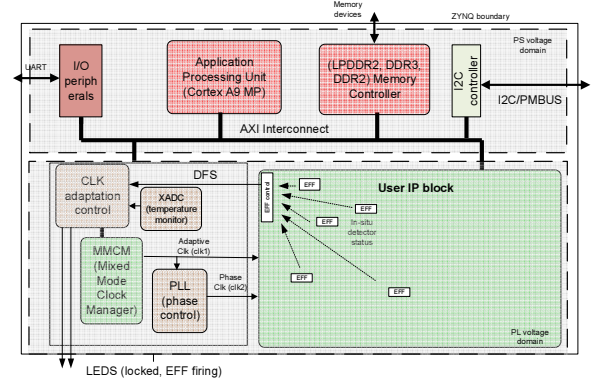 Memory
devices
ZYNQ boundary
PS voltage
domain
UART
I/O
periph
erals
Application
Processing Unit
(Cortex A9 MP)
(LPDDR2, DDR3,
DDR2) Memory
Controller
I2C
controller
I2C/PMBUS
AXI Interconnect
CLK
adaptation
control
DFS
XADC
(temperature
monitor)
EFF control
EFF
User IP block
EFF
EFF
In-situ
detector
status
MMCM
(Mixed
Mode
Clock
Manager)
Adaptive
Clk (clk1)
PLL
(phase
control)
Phase
Clk (clk2)
EFF
EFF
PL voltage
domain
LEDS (locked, EFF firing)